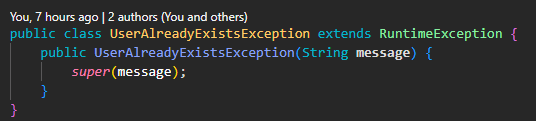 You, 7 hours ago | 2 authors (You and others)
public class UserAlreadyExistsException extends RuntimeException {
    public UserAlreadyExistsException(String message) {
        super(message);
    }
}